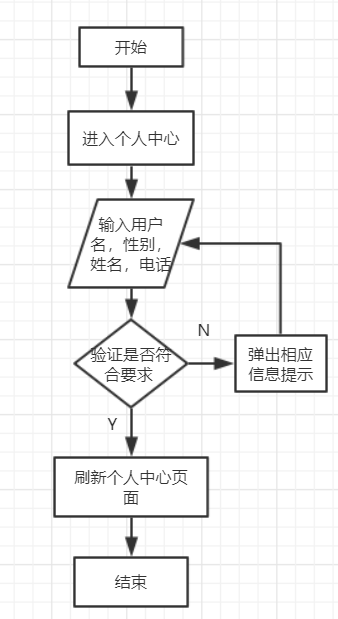 开始
进入个人中心
输入用户
名，性别，
姓名，电话
验证是否符
合要求
N
弹出相应
信息提示
Y
刷新个人中心页
面
结束